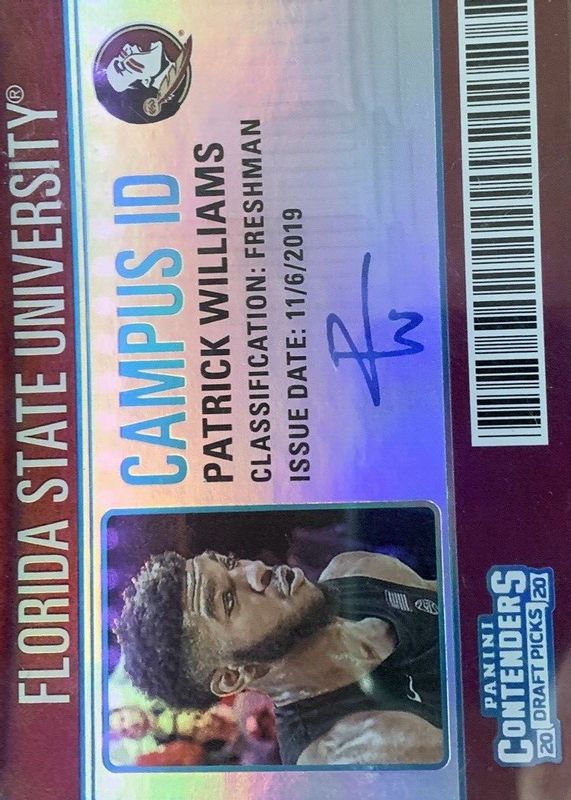 FLORIDA STATE UNIVERSITY®
CAMPUS ID
PATRICK WILLIAMS
CLASSIFICATION: FRESHMAN
ISSUE DATE: 11/6/2019
PW
PANINI
CONTENDERS
20 DRAFT PICKS 20